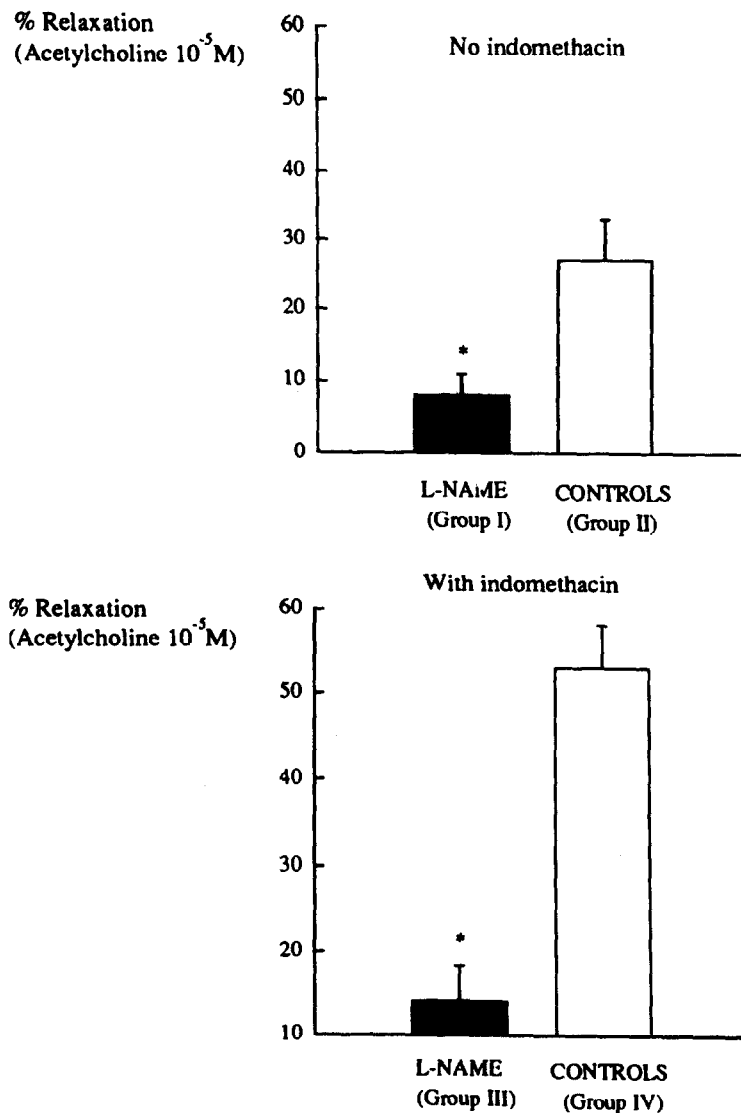 % Relaxation
(Acetylcholine 10⁻⁵M)
No indomethacin
60
50
40
30
20
10
0
*
L-NAME
(Group I)
CONTROLS
(Group II)
With indomethacin
% Relaxation
(Acetylcholine 10⁻⁵M)
60
50
40
30
20
10
*
L-NAME
(Group III)
CONTROLS
(Group IV)